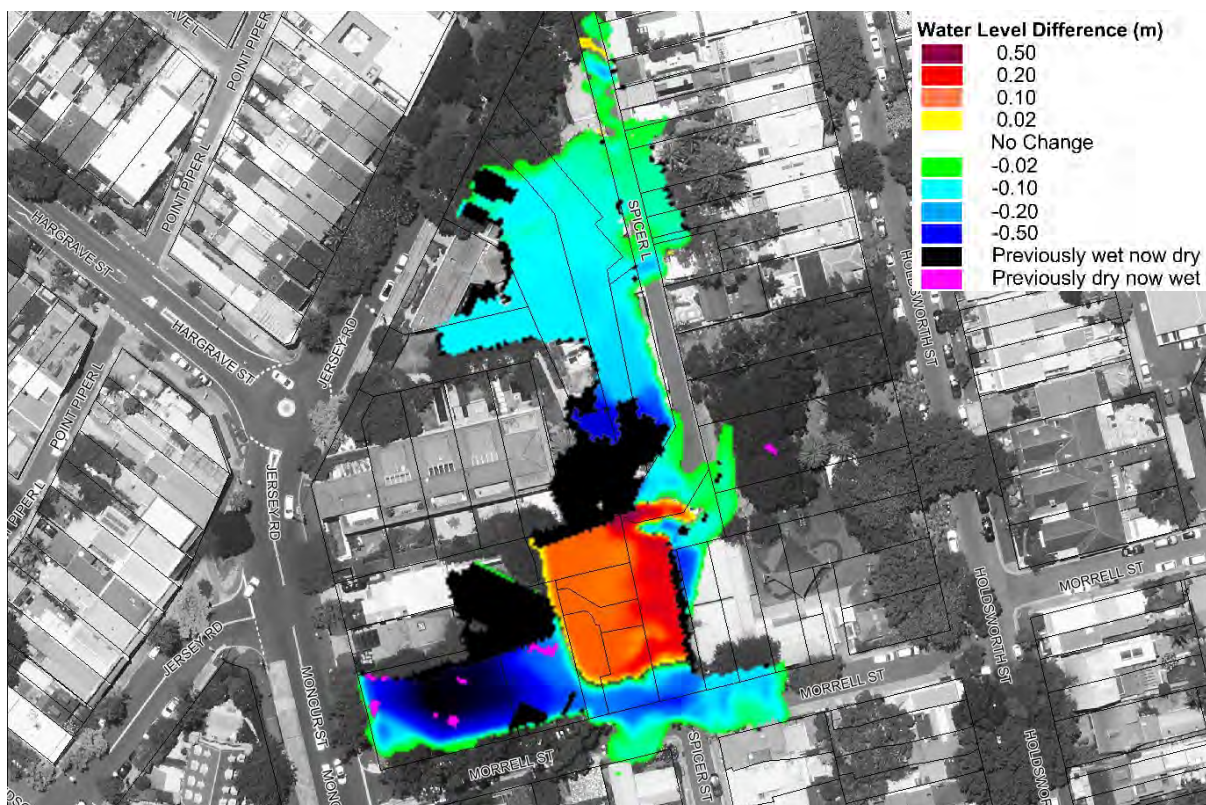 Water Level Difference (m)
0.50
0.20
0.10
0.02
No Change
-0.02
-0.10
-0.20
-0.50
Previously wet now dry
Previously dry now wet
POINT PIPER L
POINT PIPER L
HARGRAVE ST
HARGRAVE ST
JERSEY RD
SPICER L
HOLDSWORTH ST
POINT PIPER L
JERSEY RD
PIPER L
MORRELL ST
HOLDSWORTH ST
JERSEY RD
MONCUR ST
MORRELL ST
MORRELL ST
SPICER ST